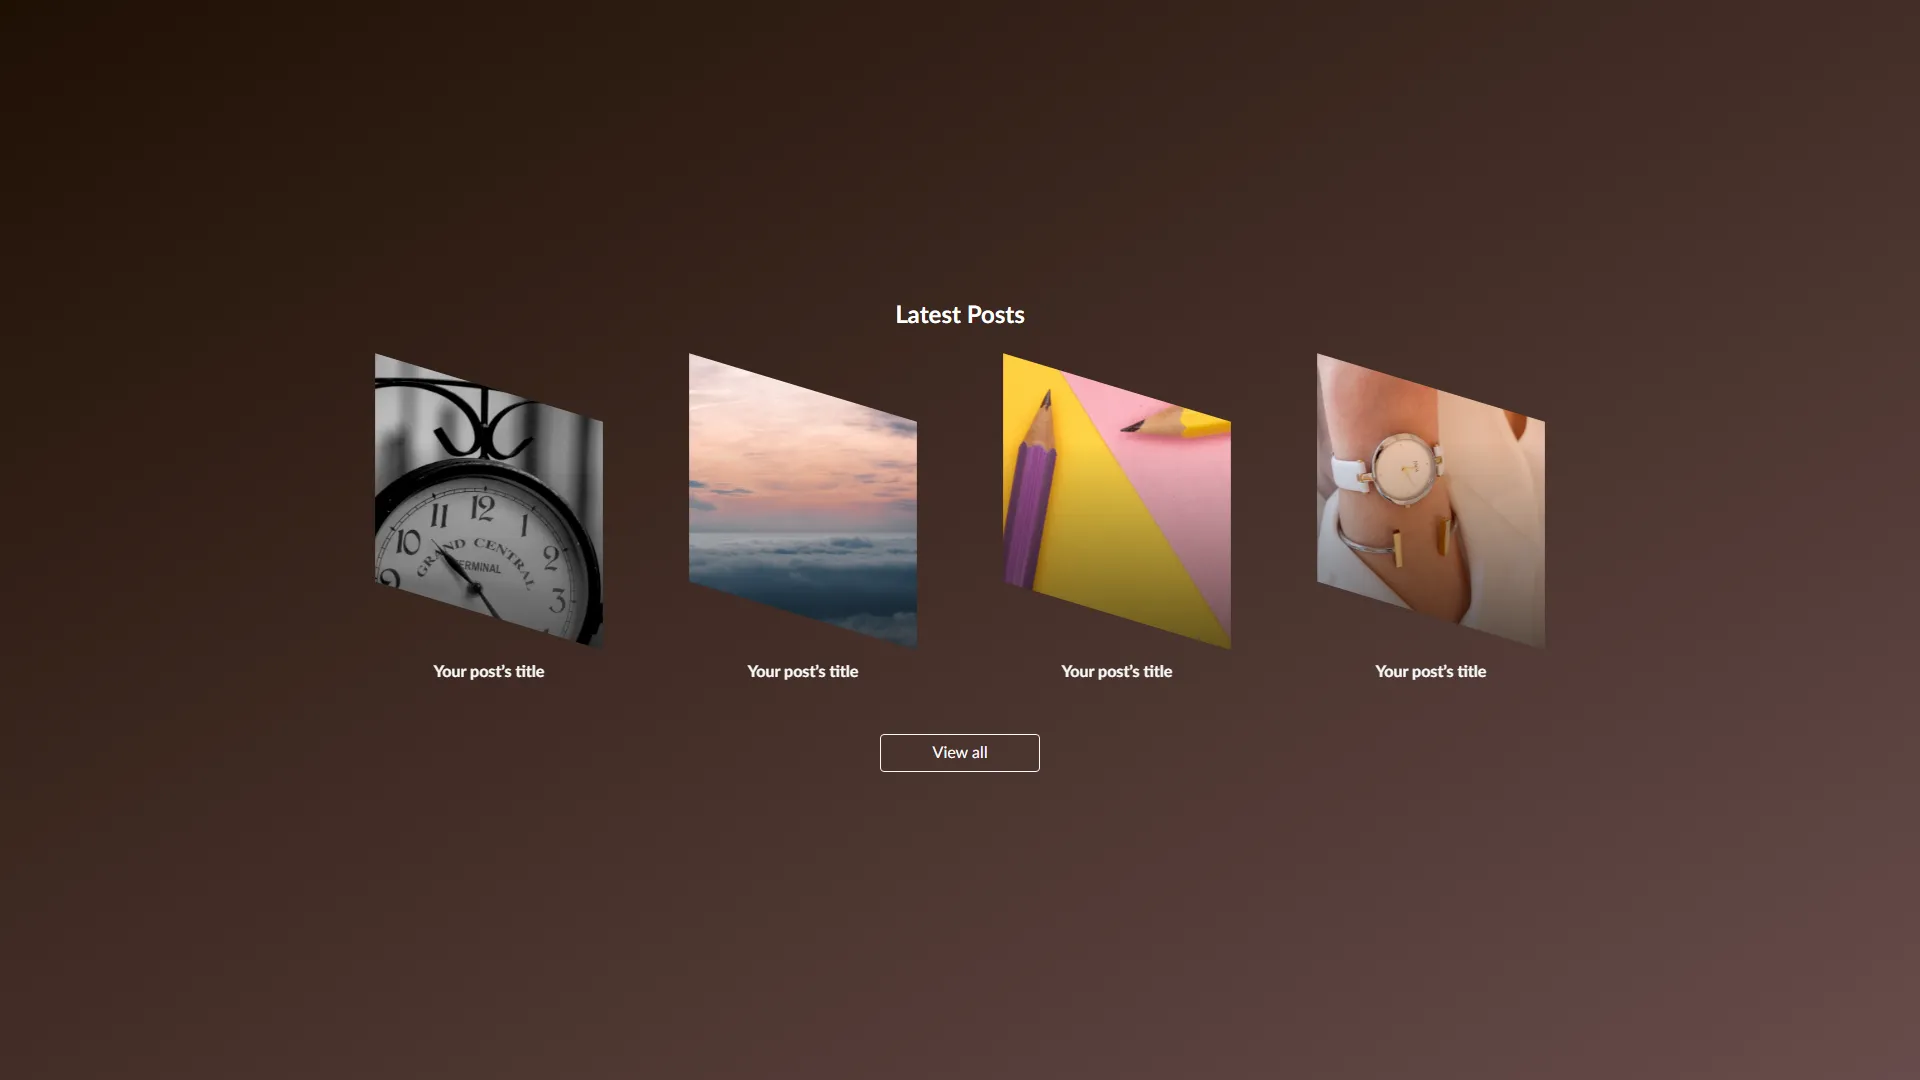 Latest Posts
12
11
1
10
2
GRAND CENTRAL
TERMINAL
9
3
Your post's title
Your post's title
Your post's title
Your post's title
View all